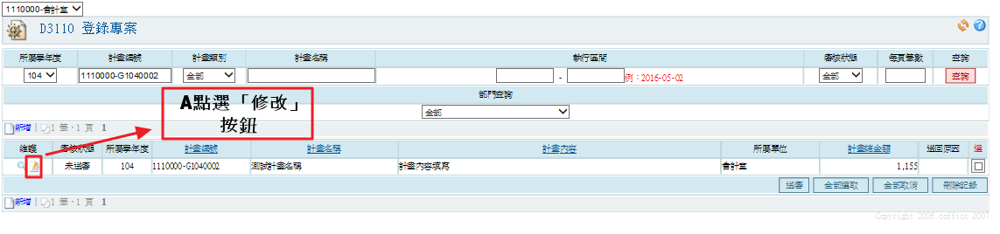 1110000-會計室
D3110 登錄專案
所屬學年度 計畫編號 計畫類別 計畫名稱 執行區間 審核狀態 每頁筆數 查詢
104 1110000-G1040002 全部 - 例：2016-05-02 全部 查詢
部門查詢
全部
A點選「修改」
按鈕
新增 | 1 筆，1 頁 1
維護 審核狀態 所屬學年度 計畫編號 計畫名稱 計畫內容 所屬單位 計畫總金額 送回原因 選
未送審 104 1110000-G1040002 測試計畫名稱 計畫內容填寫 會計室 1,155
送審 全部選取 全部取消 刪除記錄
新增 | 1 筆，1 頁 1
Copyright 2006 eoffice 2007